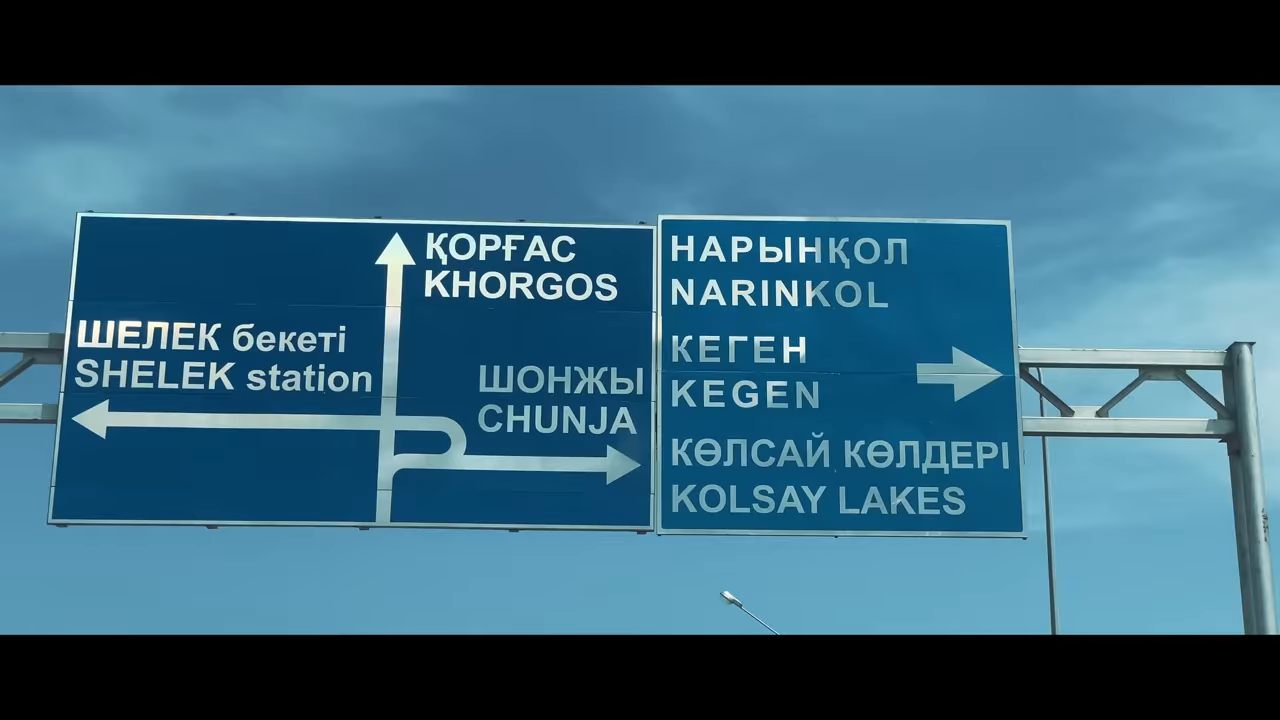 ҚОРҒАС
KHORGOS
ШЕЛЕК бекеті
SHELEK station
ШОНЖЫ
CHUNJA
НАРЫНҚОЛ
NARINKOL
КЕГЕН
KEGEN
КӨЛСАЙ КӨЛДЕРІ
KOLSAY LAKES